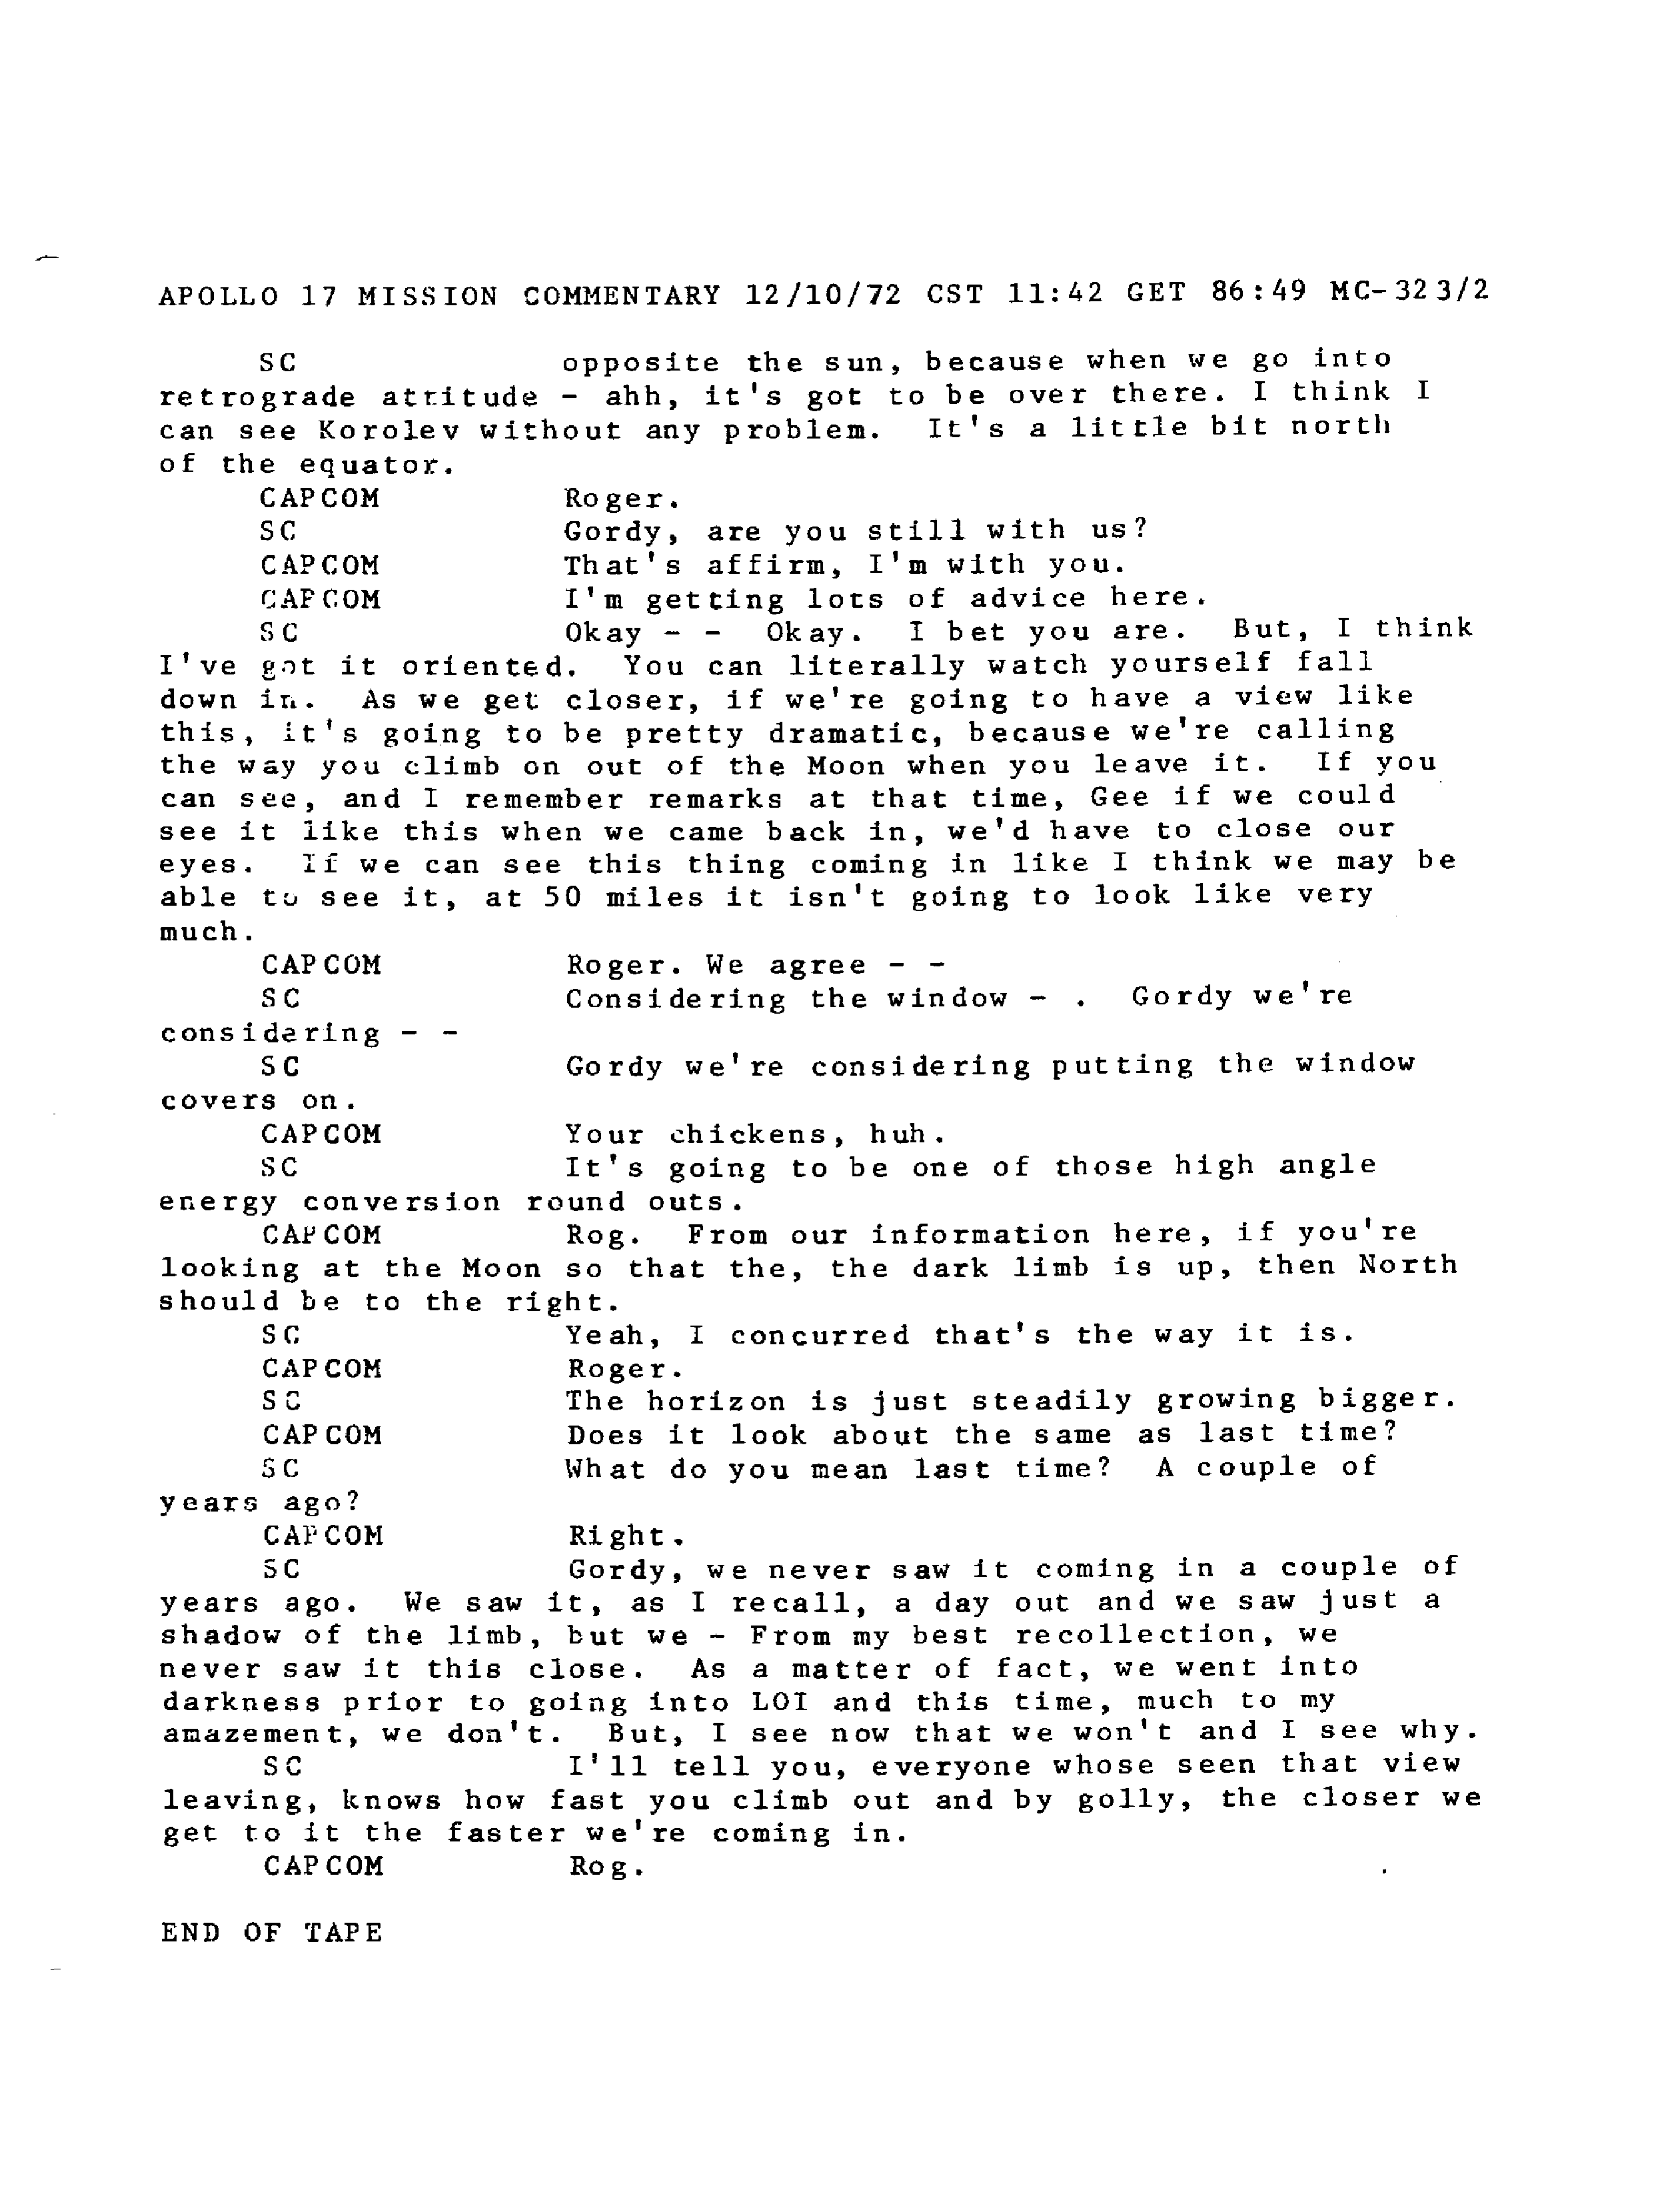 APOLLO 17 MISSION COMMENTARY 12/10/72 CST 11:42 GET 86:49 MC-323/2
SC opposite the sun, because when we go into
retrograde attitude - ahh, it's got to be over there. I think I
can see Korolev without any problem. It's a little bit north
of the equator.
CAPCOM Roger.
SC Gordy, are you still with us?
CAPCOM That's affirm, I'm with you.
CAPCOM I'm getting lots of advice here.
SC Okay - - Okay. I bet you are. But, I think
I've got it oriented. You can literally watch yourself fall
down in. As we get closer, if we're going to have a view like
this, it's going to be pretty dramatic, because we're calling
the way you climb on out of the Moon when you leave it. If you
can see, and I remember remarks at that time, Gee if we could
see it like this when we came back in, we'd have to close our
eyes. If we can see this thing coming in like I think we may be
able to see it, at 50 miles it isn't going to look like very
much.
CAPCOM Roger. We agree - -
SC Considering the window - . Gordy we're
considering - -
SC Gordy we're considering putting the window
covers on.
CAPCOM Your chickens, huh.
SC It's going to be one of those high angle
energy conversion round outs.
CAPCOM Rog. From our information here, if you're
looking at the Moon so that the, the dark limb is up, then North
should be to the right.
SC Yeah, I concurred that's the way it is.
CAPCOM Roger.
SC The horizon is just steadily growing bigger.
CAPCOM Does it look about the same as last time?
SC What do you mean last time? A couple of
years ago?
CAPCOM Right.
SC Gordy, we never saw it coming in a couple of
years ago. We saw it, as I recall, a day out and we saw just a
shadow of the limb, but we - From my best recollection, we
never saw it this close. As a matter of fact, we went into
darkness prior to going into LOI and this time, much to my
amazement, we don't. But, I see now that we won't and I see why.
SC I'll tell you, everyone whose seen that view
leaving, knows how fast you climb out and by golly, the closer we
get to it the faster we're coming in.
CAPCOM Rog.
END OF TAPE